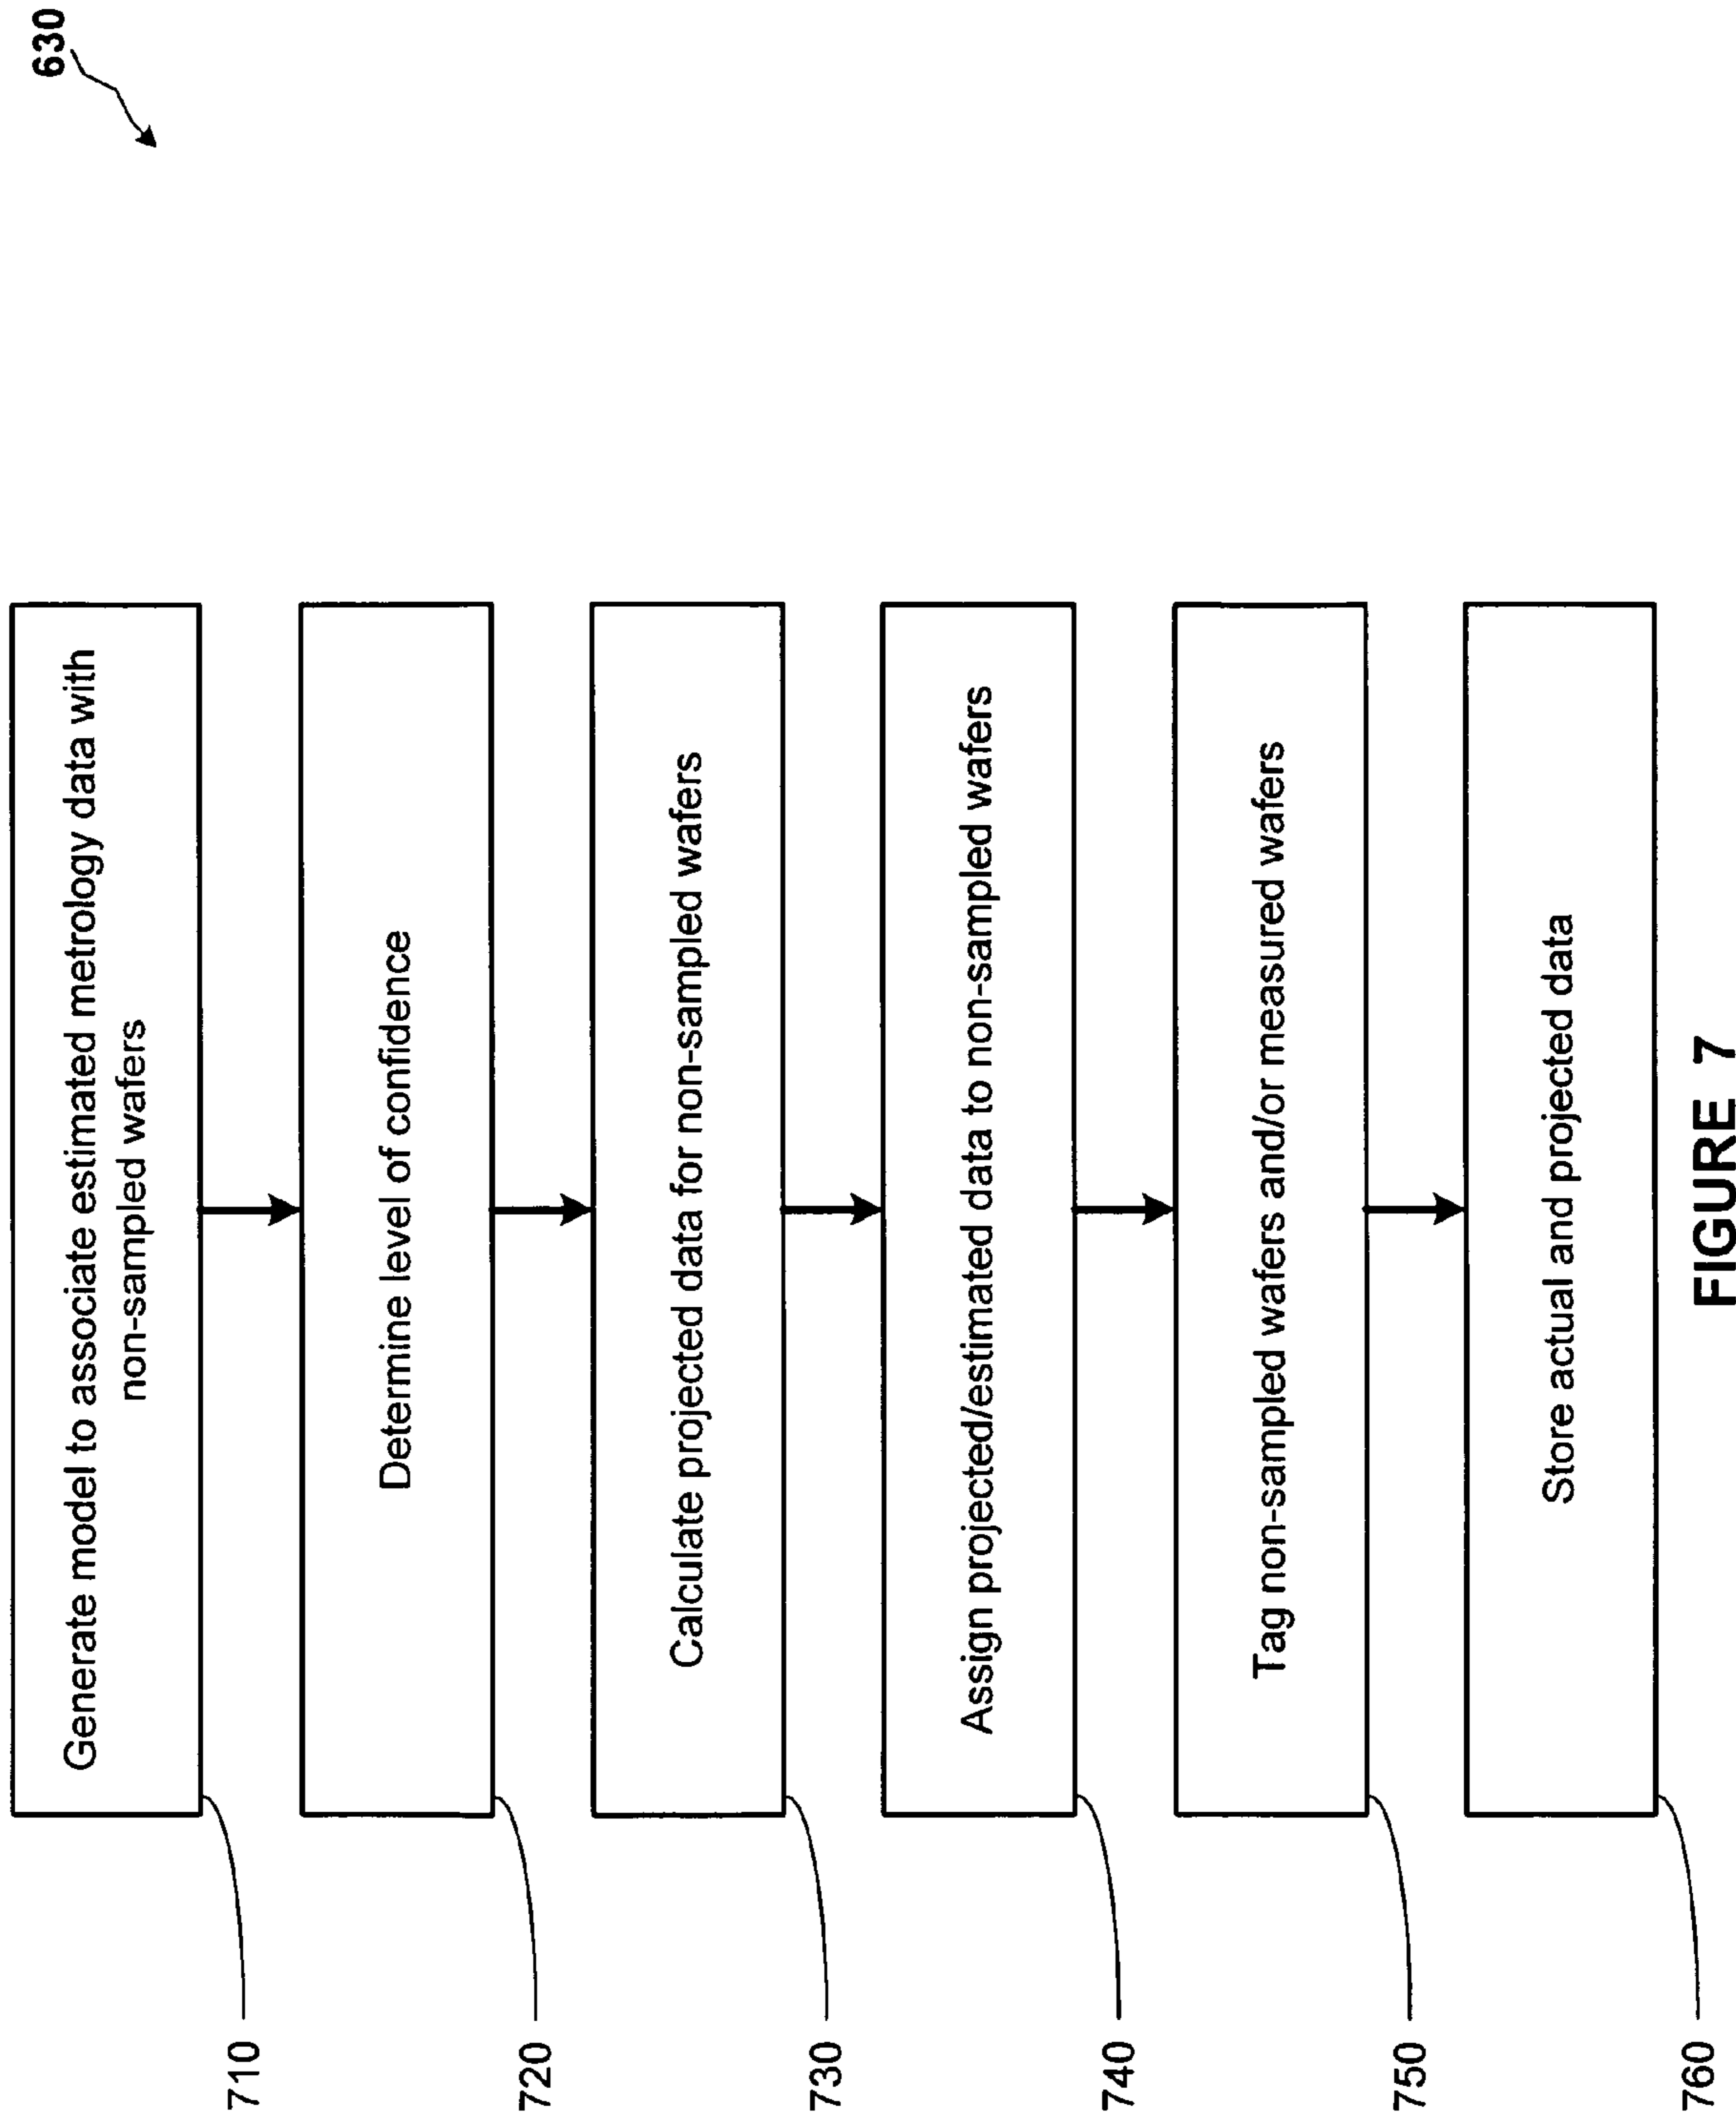 630
Generate model to associate estimated metrology data with
non-sampled wafers
710
Determine level of confidence
720
Calculate projected data for non-sampled wafers
730
Assign projected/estimated data to non-sampled wafers
740
Tag non-sampled wafers and/or measured wafers
750
Store actual and projected data
760
FIGURE 7